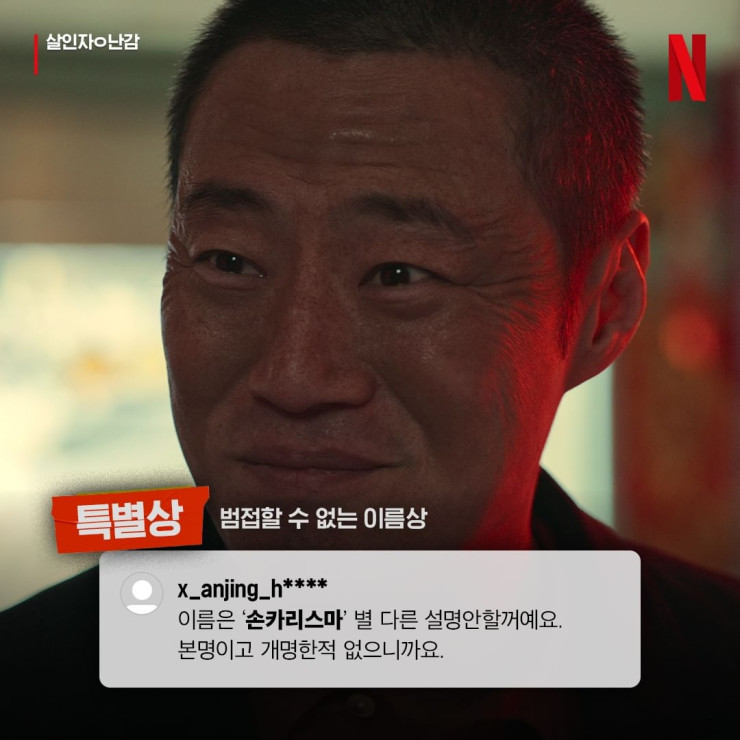 살인자ㅇ난감
N
특별상
범접할 수 없는 이름상
x_anjing_h****
이름은 ‘손카리스마’ 별 다른 설명안할꺼예요.
본명이고 개명한적 없으니까요.